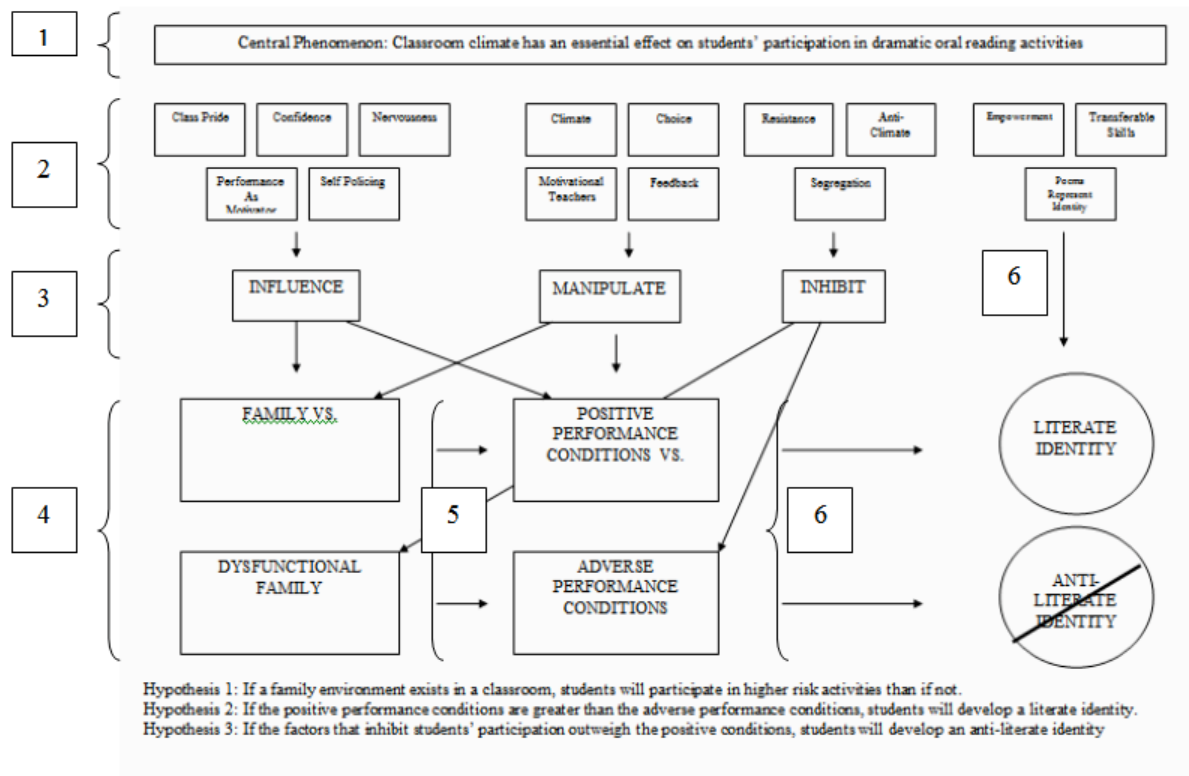 1
Central Phenomenon: Classroom climate has an essential effect on students' participation in dramatic oral reading activities
2
Class Pride
Confidence
Nervousness
Climate
Choice
Resistance
Anti-
Climate
Empowerment
Transferable
Skills
Performance
As
Motivator
Self Policing
Motivational
Teachers
Feedback
Segregation
Poems
Represent
Identity
3
INFLUENCE
MANIPULATE
INHIBIT
6
4
FAMILY VS.
POSITIVE
PERFORMANCE
CONDITIONS VS.
LITERATE
IDENTITY
5
6
DYSFUNCTIONAL
FAMILY
ADVERSE
PERFORMANCE
CONDITIONS
ANTI-
LITERATE
IDENTITY
Hypothesis 1: If a family environment exists in a classroom, students will participate in higher risk activities than if not.
Hypothesis 2: If the positive performance conditions are greater than the adverse performance conditions, students will develop a literate identity.
Hypothesis 3: If the factors that inhibit students' participation outweigh the positive conditions, students will develop an anti-literate identity